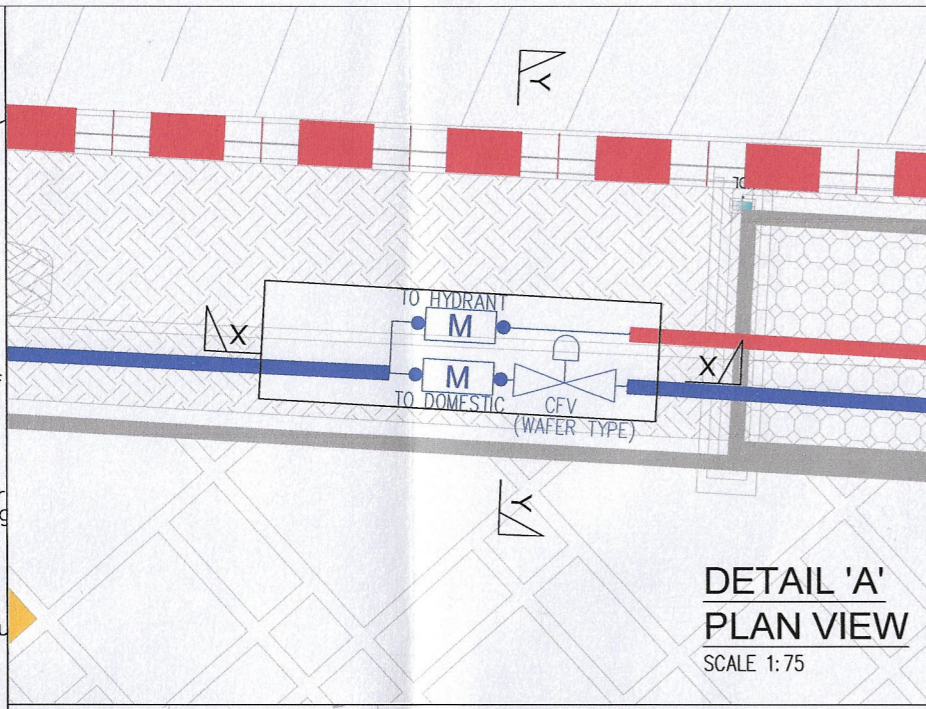 Y
TO HYDRANT
M
X
X
M
TO DOMESTIC
CFV
(WAFER TYPE)
Y
DETAIL 'A'
PLAN VIEW
SCALE 1:75